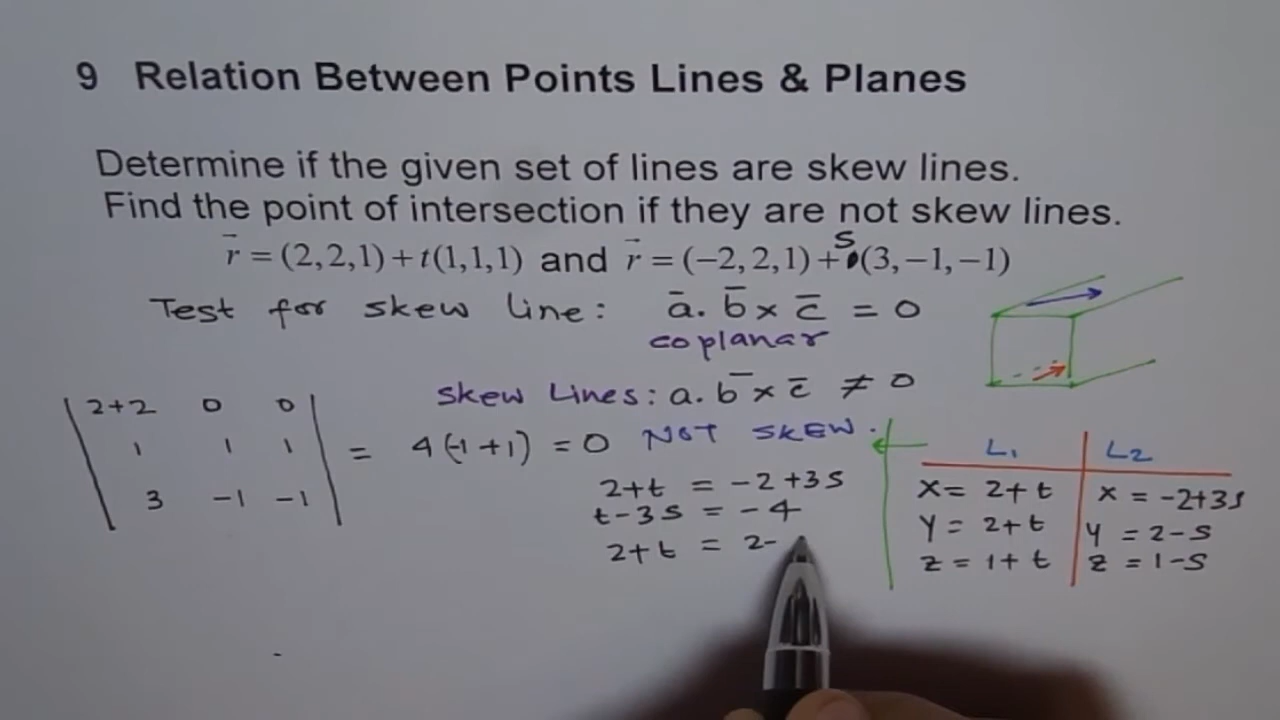 9 Relation Between Points Lines & Planes
Determine if the given set of lines are skew lines.
Find the point of intersection if they are not skew lines.
r⃗ = (2,2,1) + t(1,1,1) and r⃗ = (−2,2,1) + s(3,−1,−1)
Test for skew line: a̅. b̅ × c̅ = 0
coplanar
Skew Lines: a. b̅ × c̅ ≠ 0
| 2+2 0 0 |
| 1 1 1 | = 4(-1+1) = 0 NOT SKEW.
| 3 -1 -1 |
2+t = -2+3s
t-3s = -4
2+t = 2-
L₁ L₂
x = 2+t x = -2+3s
y = 2+t y = 2-s
z = 1+t z = 1-s